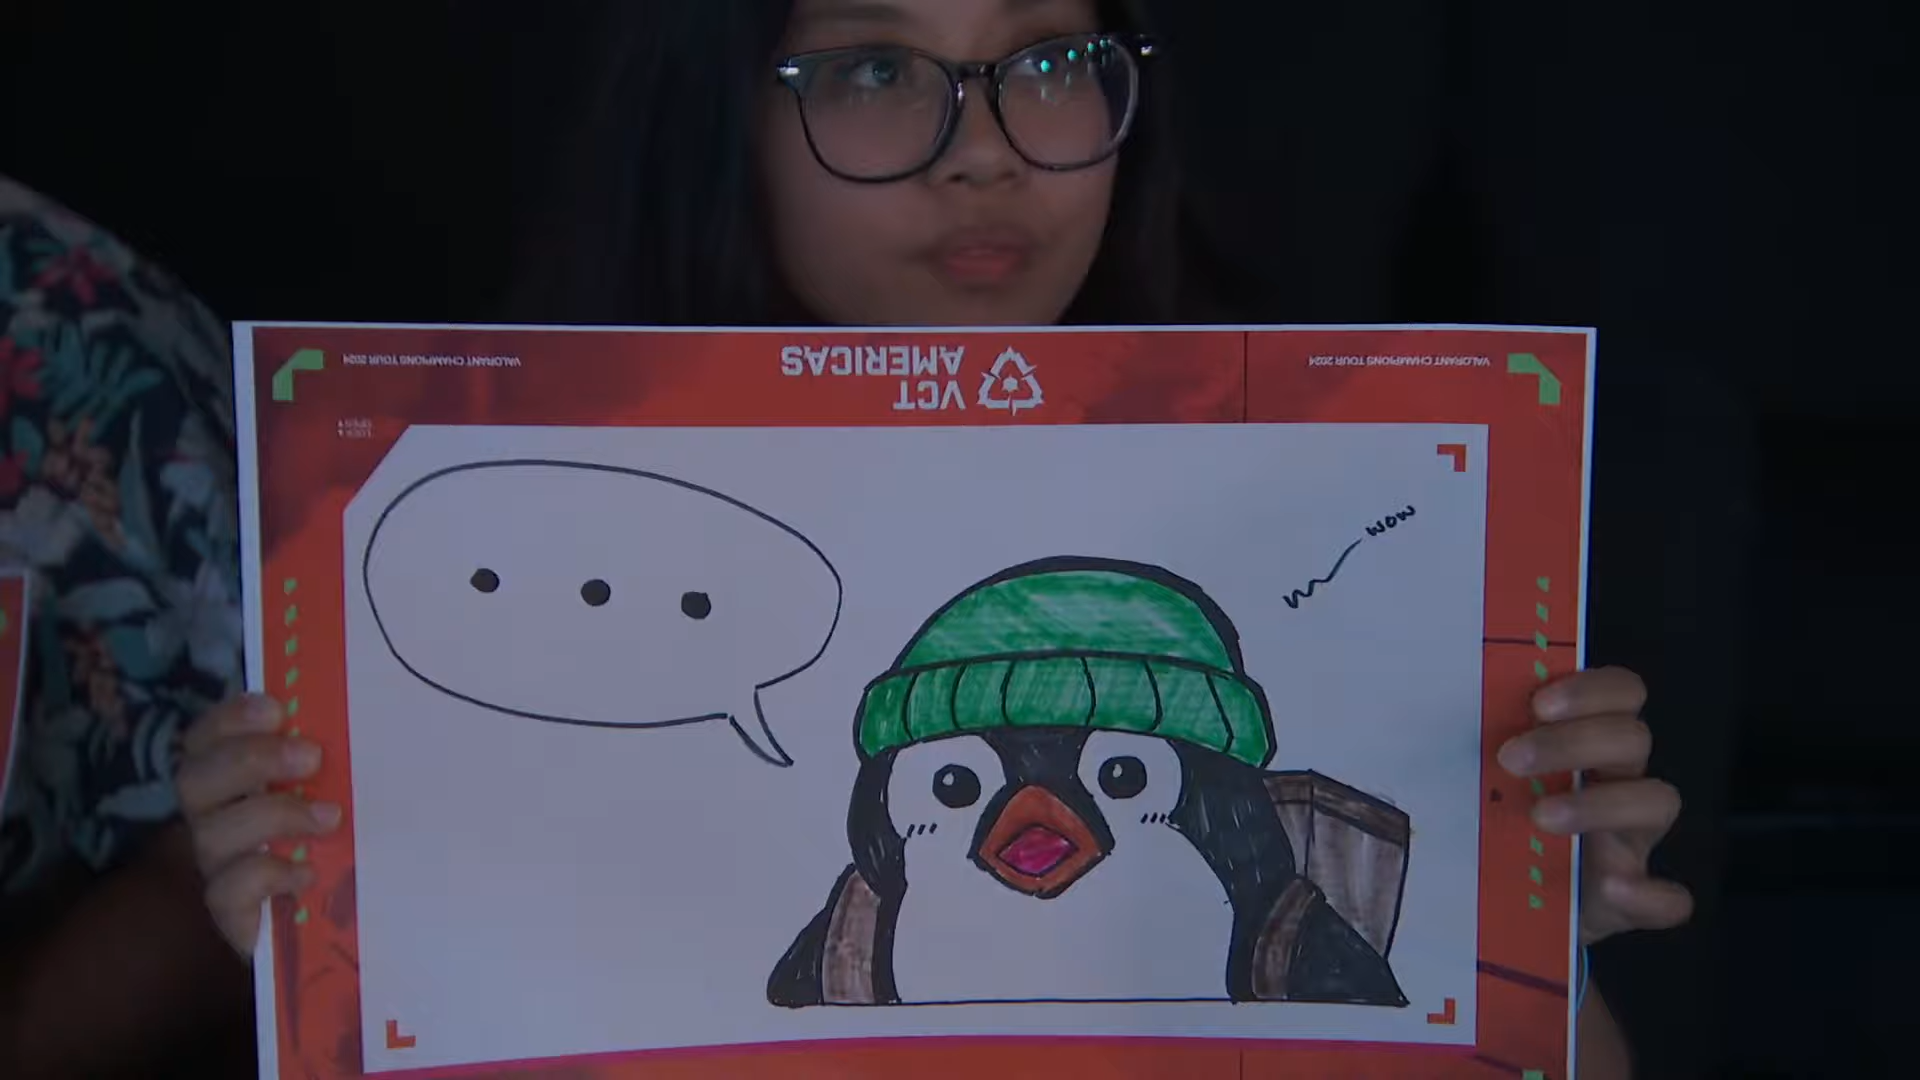 VALORANT CHAMPIONS TOUR 2024
VCT
AMERICAS
VALORANT CHAMPIONS TOUR 2024
. . .
wow